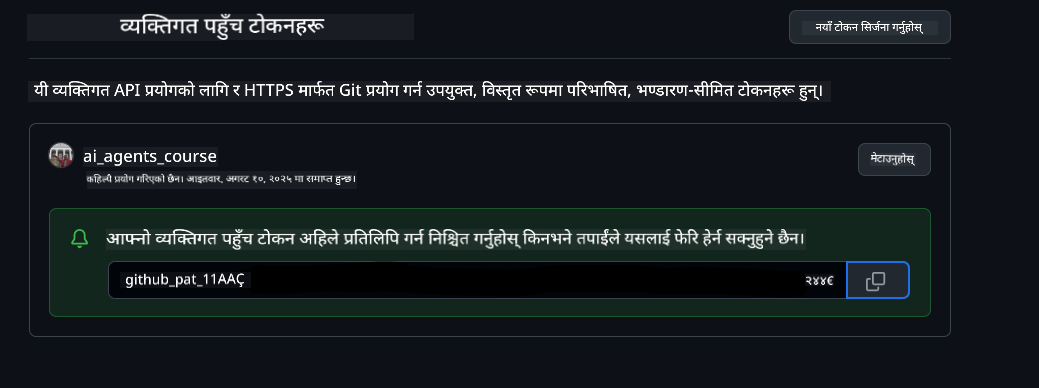 व्यक्तिगत पहुँच टोकनहरू
नयाँ टोकन सिर्जना गर्नुहोस्
यी व्यक्तिगत API प्रयोगको लागि र HTTPS मार्फत Git प्रयोग गर्न उपयुक्त, विस्तृत रूपमा परिभाषित, भण्डारण-सीमित टोकनहरू हुन्।
ai_agents_course
मेटाउनुहोस्
कहिल्यै प्रयोग गरिएको छैन। आइतवार, अगस्ट १०, २०२५ मा समाप्त हुन्छ।
आफ्नो व्यक्तिगत पहुँच टोकन अहिले प्रतिलिपि गर्न निश्चित गर्नुहोस् किनभने तपाईंले यसलाई फेरि हेर्न सक्नुहुने छैन।
github_pat_11AAÇ २४४€